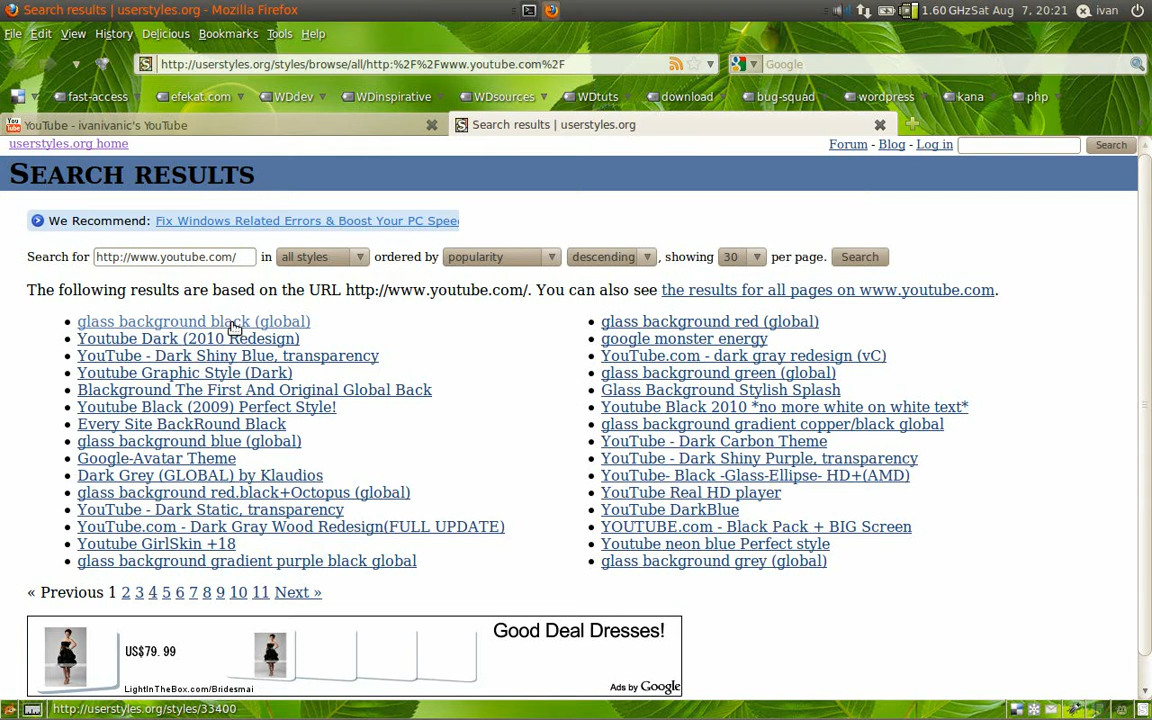 Search results | userstyles.org - Mozilla Firefox
1.60 GHz Sat Aug 7, 20:21 ivan
File Edit View History Delicious Bookmarks Tools Help
http://userstyles.org/styles/browse/all/http:%2F%2Fwww.youtube.com%2F
Google
fast-access efekat.com WDdev WDinspirative WDsources WDtuts download bug-squad wordpress kana php
YouTube - ivanivanic's YouTube
Search results | userstyles.org
userstyles.org home
Forum - Blog - Log in Search
Search results
We Recommend: Fix Windows Related Errors & Boost Your PC Spee
Search for http://www.youtube.com/ in all styles ordered by popularity descending, showing 30 per page. Search
The following results are based on the URL http://www.youtube.com/. You can also see the results for all pages on www.youtube.com.
glass background black (global)
Youtube Dark (2010 Redesign)
YouTube - Dark Shiny Blue, transparency
Youtube Graphic Style (Dark)
Blackground The First And Original Global Back
Youtube Black (2009) Perfect Style!
Every Site BackRound Black
glass background blue (global)
Google-Avatar Theme
Dark Grey (GLOBAL) by Klaudios
glass background red.black+Octopus (global)
YouTube - Dark Static, transparency
YouTube.com - Dark Gray Wood Redesign(FULL UPDATE)
Youtube GirlSkin +18
glass background gradient purple black global
glass background red (global)
google monster energy
YouTube.com - dark gray redesign (vC)
glass background green (global)
Glass Background Stylish Splash
Youtube Black 2010 *no more white on white text*
glass background gradient copper/black global
YouTube - Dark Carbon Theme
YouTube - Dark Shiny Purple, transparency
YouTube- Black -Glass-Ellipse- HD+(AMD)
YouTube Real HD player
YouTube DarkBlue
YOUTUBE.com - Black Pack + BIG Screen
Youtube neon blue Perfect style
glass background grey (global)
« Previous 1 2 3 4 5 6 7 8 9 10 11 Next »
Good Deal Dresses!
US$79.99
LightInTheBox.com/Bridesmai
Ads by Google
http://userstyles.org/styles/33400